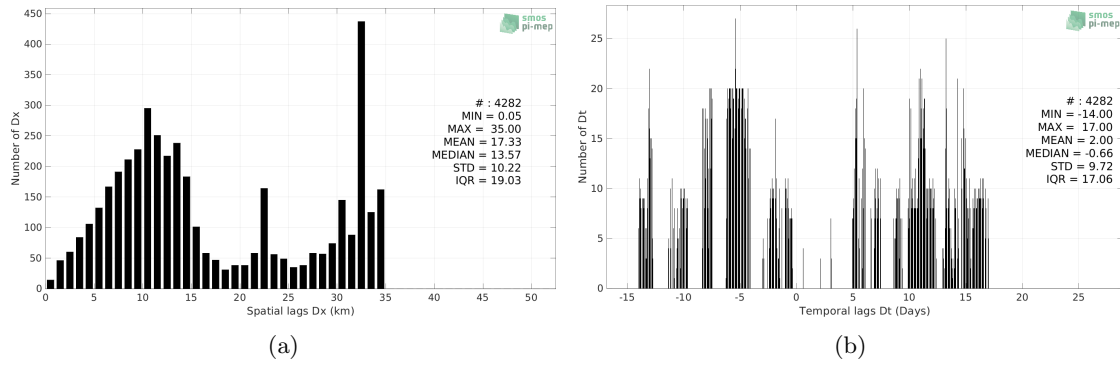 smos
pi-mep
450
400
350
300
250
200
150
100
50
0
Number of Dx
# : 4282
MIN = 0.05
MAX = 35.00
MEAN = 17.33
MEDIAN = 13.57
STD = 10.22
IQR = 19.03
0 5 10 15 20 25 30 35 40 45 50
Spatial lags Dx (km)
(a)
smos
pi-mep
25
20
15
10
5
0
Number of Dt
# : 4282
MIN = -14.00
MAX = 17.00
MEAN = 2.00
MEDIAN = -0.66
STD = 9.72
IQR = 17.06
-15 -10 -5 0 5 10 15 20 25
Temporal lags Dt (Days)
(b)